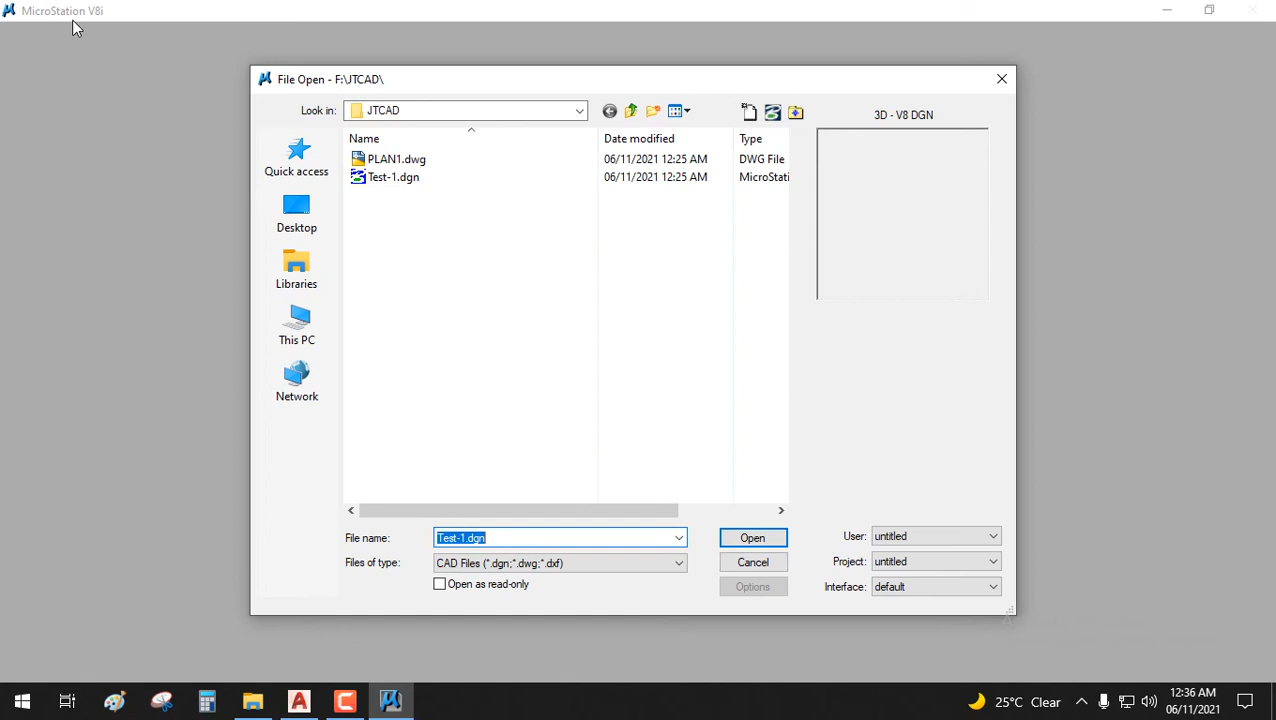 MicroStation V8i
File Open - F:\JTCAD\
Look in: JTCAD
3D - V8 DGN
Name Date modified Type
PLAN1.dwg 06/11/2021 12:25 AM DWG File
Test-1.dgn 06/11/2021 12:25 AM MicroStati
Quick access
Desktop
Libraries
This PC
Network
File name: Test-1.dgn Open
Files of type: CAD Files (*.dgn;*.dwg;*.dxf) Cancel
Open as read-only Options
User: untitled
Project: untitled
Interface: default
25°C Clear
12:36 AM
06/11/2021